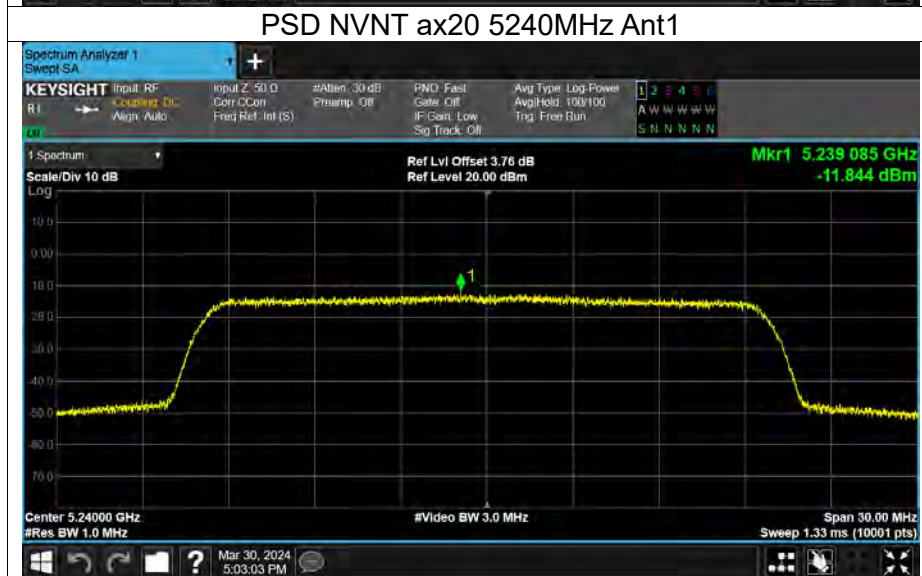 PSD NVNT ax20 5240MHz Ant1
Spectrum Analyzer 1
Swept SA
+
KEYSIGHT Input: RF Input Z: 50 Ω #Atten: 30 dB PNO: Fast Avg Type: Log-Power 1 2 3 4 5 6
Coupling: DC Corr CCorr Preamp: Off Gate: Off Avg|Hold: 100/100 A W W W W W
Align: Auto Freq Ref: Int (S) IF Gain: Low Trig: Free Run
Sig Track: Off S N N N N N
1 Spectrum Ref Lvl Offset 3.76 dB Mkr1 5.239 085 GHz
Scale/Div 10 dB Ref Level 20.00 dBm -11.844 dBm
Log
10.0
0.00
1
-10.0
-20.0
-30.0
-40.0
-50.0
-60.0
-70.0
Center 5.24000 GHz #Video BW 3.0 MHz Span 30.00 MHz
#Res BW 1.0 MHz Sweep 1.33 ms (10001 pts)
? Mar 30, 2024
5:03:03 PM